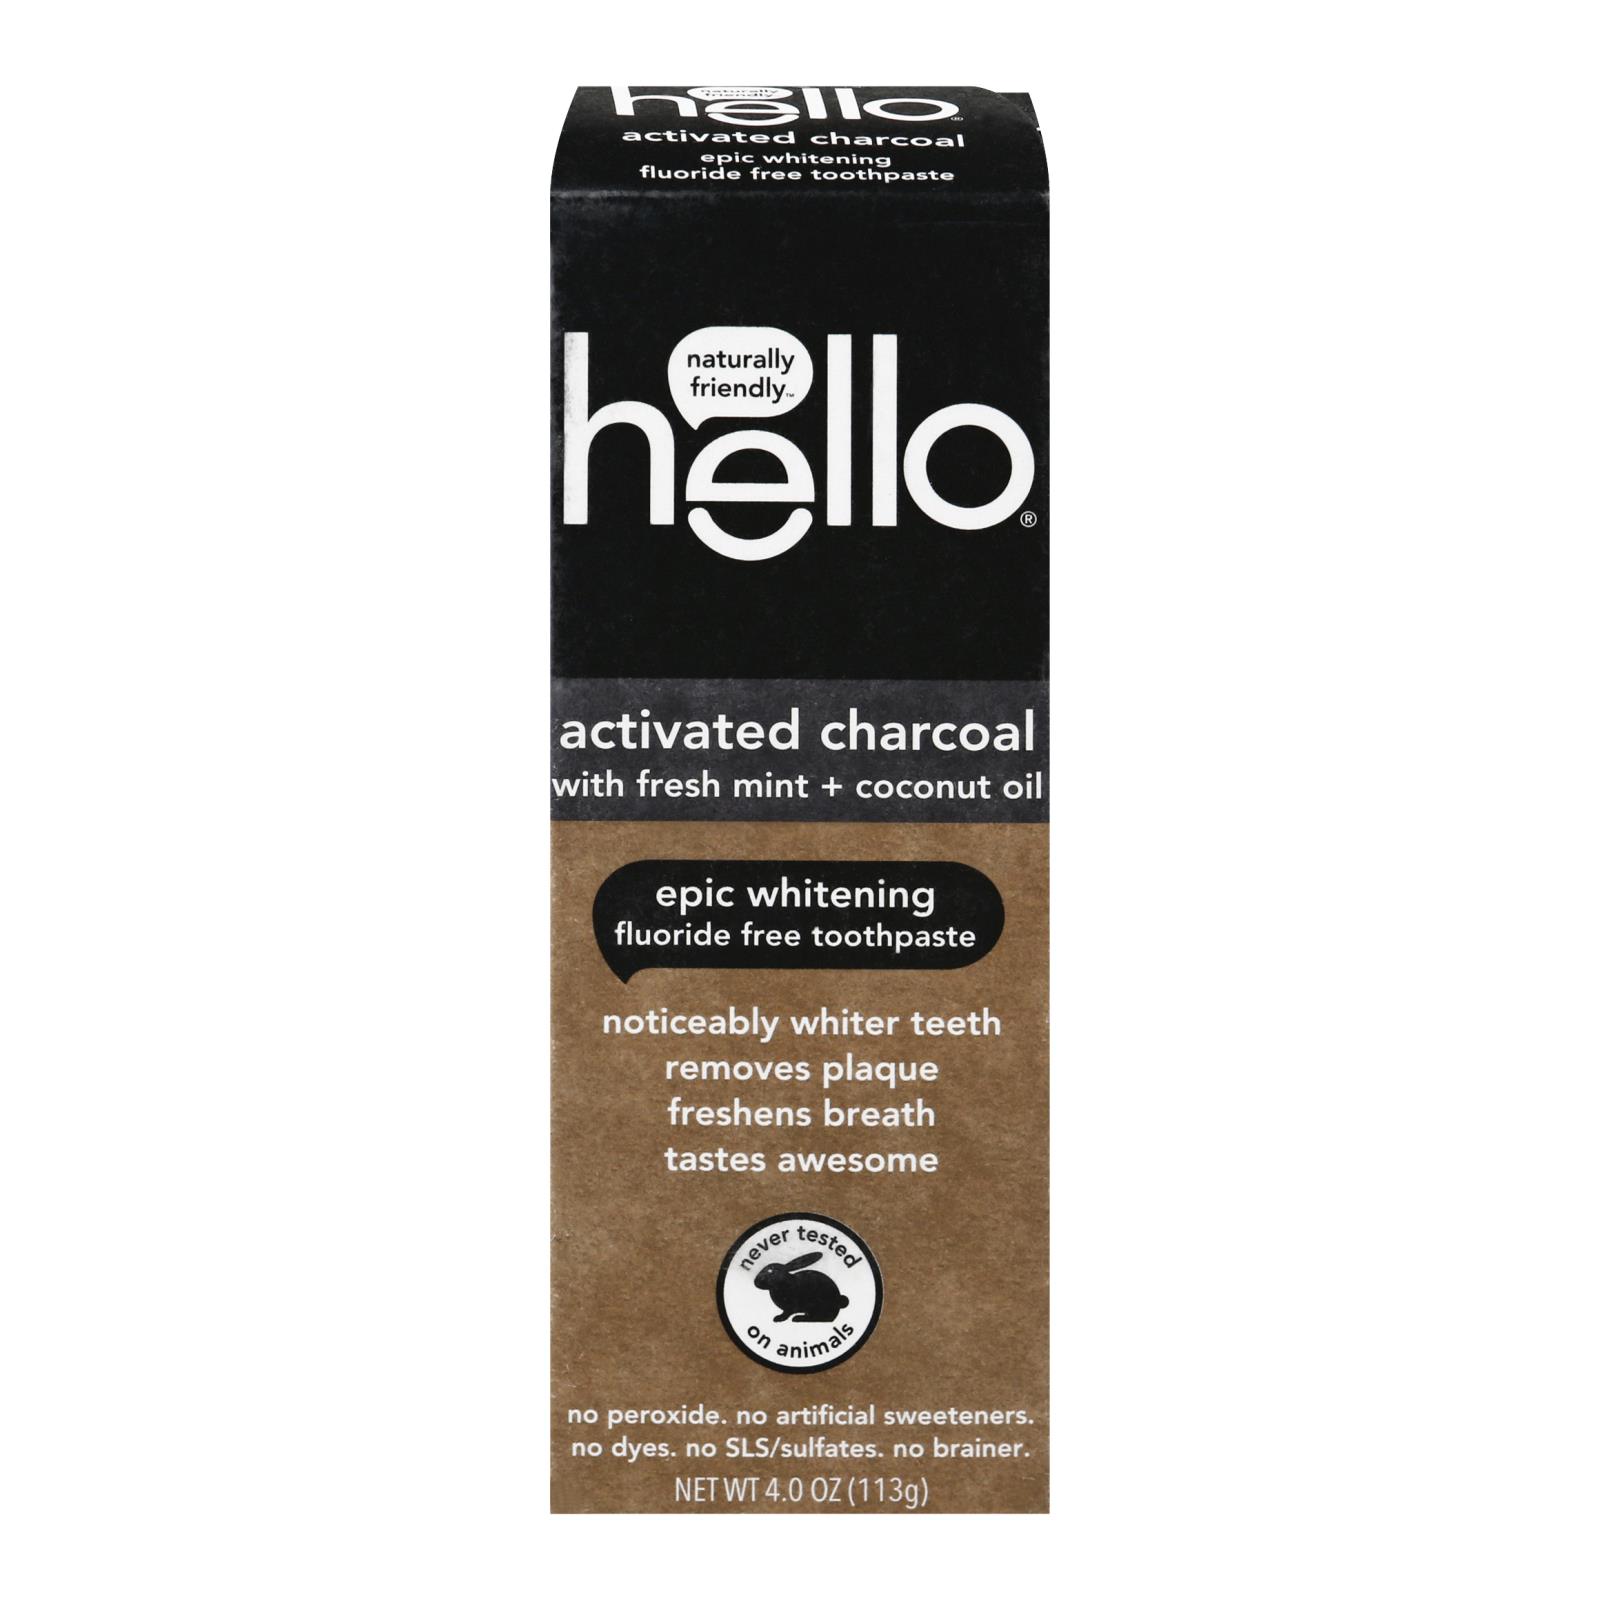 naturally
friendly
hello®
activated charcoal
epic whitening
fluoride free toothpaste
naturally
friendly™
hello®
activated charcoal
with fresh mint + coconut oil
epic whitening
fluoride free toothpaste
noticeably whiter teeth
removes plaque
freshens breath
tastes awesome
never tested
on animals
no peroxide. no artificial sweeteners.
no dyes. no SLS/sulfates. no brainer.
NET WT 4.0 OZ (113g)